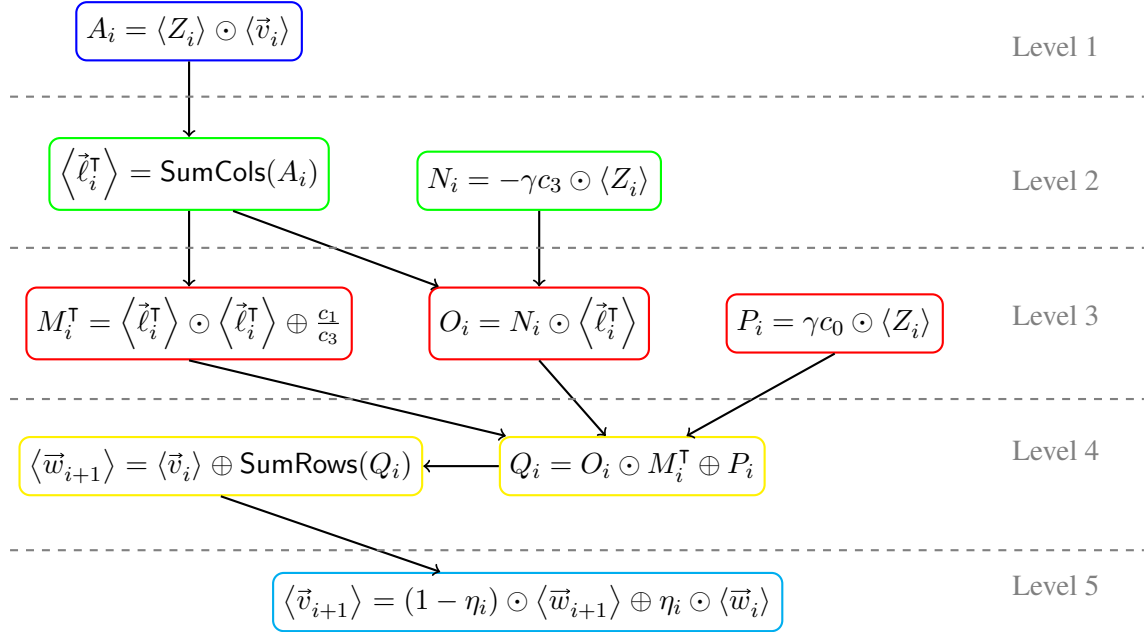 A_i = ⟨Z_i⟩ ⊙ ⟨v⃗_i⟩
Level 1
⟨ℓ⃗_i^⊺⟩ = SumCols(A_i)
N_i = −γc_3 ⊙ ⟨Z_i⟩
Level 2
M_i^⊺ = ⟨ℓ⃗_i^⊺⟩ ⊙ ⟨ℓ⃗_i^⊺⟩ ⊕ c_1/c_3
O_i = N_i ⊙ ⟨ℓ⃗_i^⊺⟩
P_i = γc_0 ⊙ ⟨Z_i⟩
Level 3
⟨w⃗_{i+1}⟩ = ⟨v⃗_i⟩ ⊕ SumRows(Q_i)
Q_i = O_i ⊙ M_i^⊺ ⊕ P_i
Level 4
⟨v⃗_{i+1}⟩ = (1 − η_i) ⊙ ⟨w⃗_{i+1}⟩ ⊕ η_i ⊙ ⟨w⃗_i⟩
Level 5